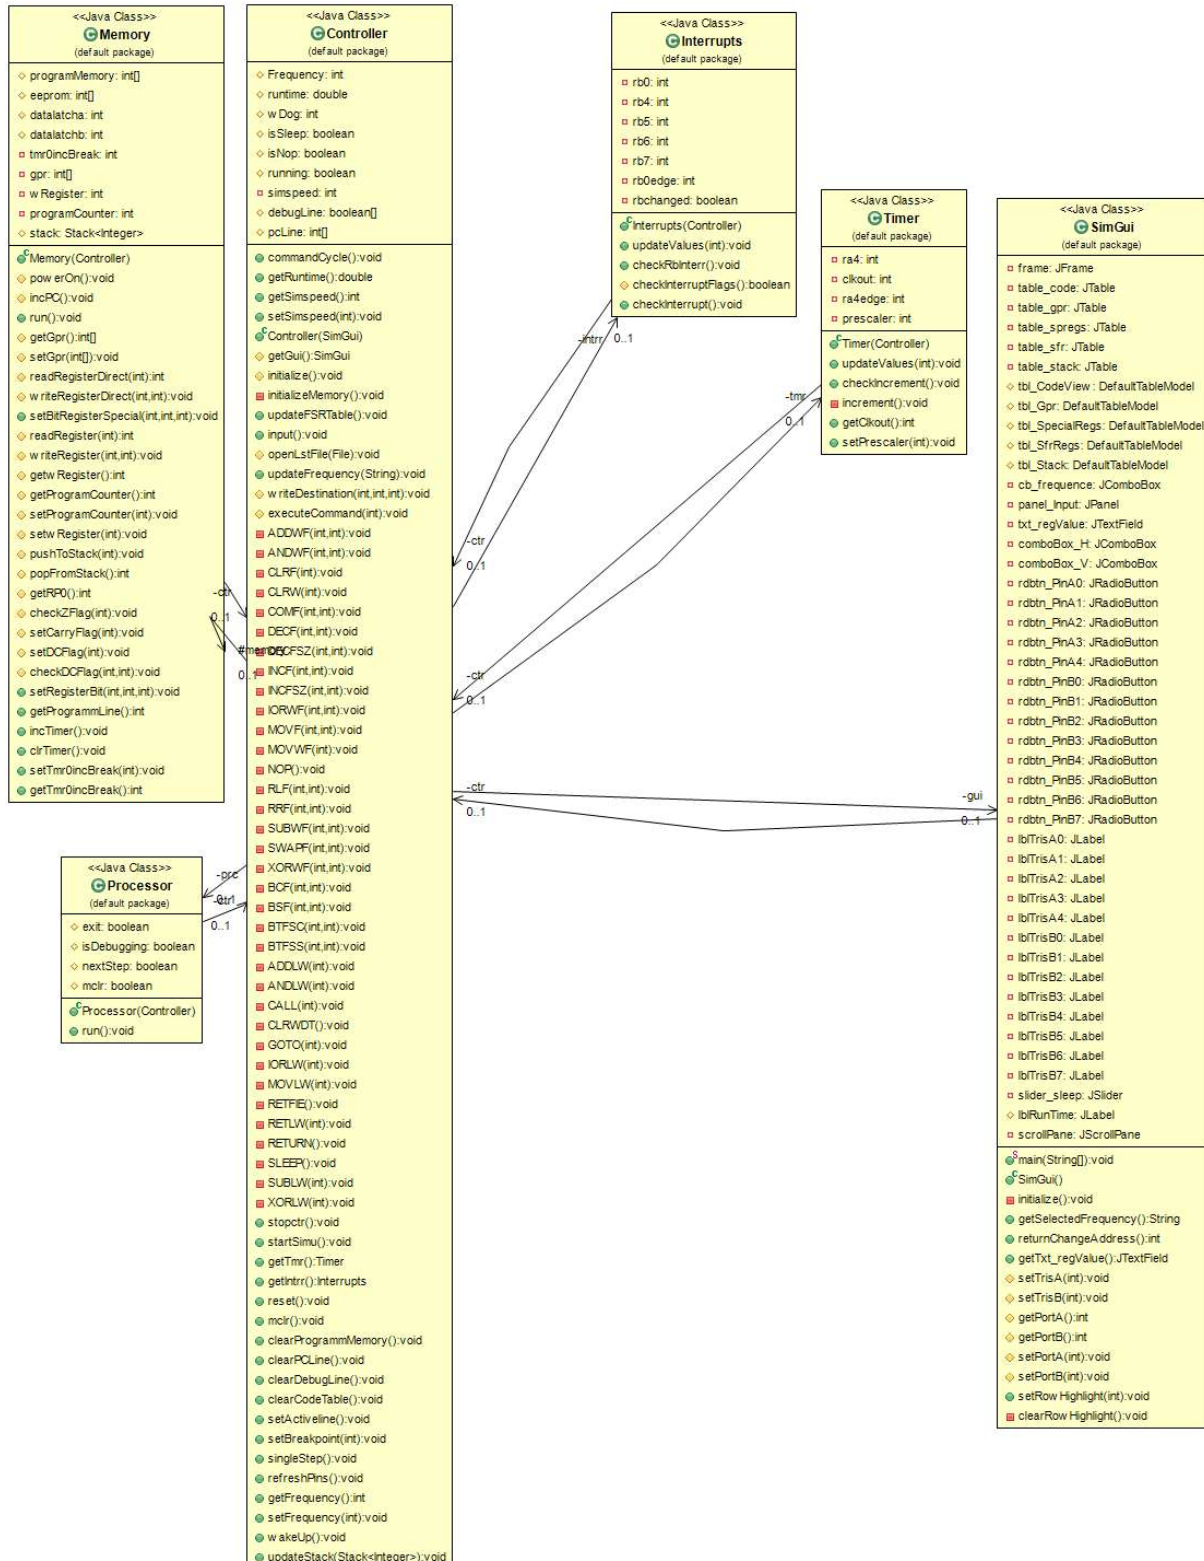 <<Java Class>>
Memory
(default package)
programMemory: int[]
eeprom: int[]
datalatcha: int
datalatchb: int
tmr0incBreak: int
gpr: int[]
wRegister: int
programCounter: int
stack: Stack<Integer>
Memory(Controller)
powerOn():void
incPC():void
run():void
getGpr():int[]
setGpr(int[]):void
readRegisterDirect(int):int
writeRegisterDirect(int,int):void
setBitRegisterSpecial(int,int,int):void
readRegister(int):int
writeRegister(int,int):void
getwRegister():int
getProgramCounter():int
setProgramCounter(int):void
setwRegister(int):void
pushToStack(int):void
popFromStack():int
getRP0():int
checkZFlag(int):void
setCarryFlag(int):void
setDCFlag(int):void
checkDCFlag(int,int):void
setRegisterBit(int,int,int):void
getProgrammLine():int
incTimer():void
clrTimer():void
setTmr0incBreak(int):void
getTmr0incBreak():int
<<Java Class>>
Processor
(default package)
exit: boolean
isDebugging: boolean
nextStep: boolean
mclr: boolean
Processor(Controller)
run():void
-ctr
0..1
#memory
0..1
-prc
0..1
-ctr
0..1
<<Java Class>>
Controller
(default package)
Frequency: int
runtime: double
wDog: int
isSleep: boolean
isNop: boolean
running: boolean
simspeed: int
debugLine: boolean[]
pcLine: int[]
commandCycle():void
getRuntime():double
getSimspeed():int
setSimspeed(int):void
Controller(SimGui)
getGui():SimGui
initialize():void
initializeMemory():void
updateFSRTable():void
input():void
openLstFile(File):void
updateFrequency(String):void
writeDestination(int,int,int):void
executeCommand(int):void
ADDWF(int,int):void
ANDWF(int,int):void
CLRF(int):void
CLRW(int):void
COMF(int,int):void
DECF(int,int):void
DECFSZ(int,int):void
INCF(int,int):void
INCFSZ(int,int):void
IORWF(int,int):void
MOVF(int,int):void
MOVWF(int):void
NOP():void
RLF(int,int):void
RRF(int,int):void
SUBWF(int,int):void
SWAPF(int,int):void
XORWF(int,int):void
BCF(int,int):void
BSF(int,int):void
BTFSC(int,int):void
BTFSS(int,int):void
ADDLW(int):void
ANDLW(int):void
CALL(int):void
CLRWDT():void
GOTO(int):void
IORLW(int):void
MOVLW(int):void
RETFIE():void
RETLW(int):void
RETURN():void
SLEEP():void
SUBLW(int):void
XORLW(int):void
stopctr():void
startSimu():void
getTmr():Timer
getIntrr():Interrupts
reset():void
mclr():void
clearProgrammMemory():void
clearPCLine():void
clearDebugLine():void
clearCodeTable():void
setActiveline():void
setBreakpoint(int):void
singleStep():void
refreshPins():void
getFrequency():int
setFrequency(int):void
wakeUp():void
updateStack(Stack<Integer>):void
<<Java Class>>
Interrupts
(default package)
rb0: int
rb4: int
rb5: int
rb6: int
rb7: int
rb0edge: int
rbchanged: boolean
Interrupts(Controller)
updateValues(int):void
checkRbInterr():void
checkInterruptFlags():boolean
checkInterrupt():void
-intrr
0..1
-ctr
0..1
<<Java Class>>
Timer
(default package)
ra4: int
clkout: int
ra4edge: int
prescaler: int
Timer(Controller)
updateValues(int):void
checkIncrement():void
increment():void
getClkout():int
setPrescaler(int):void
-tmr
0..1
-ctr
0..1
-ctr
0..1
-gui
0..1
<<Java Class>>
SimGui
(default package)
frame: JFrame
table_code: JTable
table_gpr: JTable
table_spregs: JTable
table_sfr: JTable
table_stack: JTable
tbl_CodeView: DefaultTableModel
tbl_Gpr: DefaultTableModel
tbl_SpecialRegs: DefaultTableModel
tbl_SfrRegs: DefaultTableModel
tbl_Stack: DefaultTableModel
cb_frequence: JComboBox
panel_Input: JPanel
txt_regValue: JTextField
comboBox_H: JComboBox
comboBox_V: JComboBox
rdbtn_PinA0: JRadioButton
rdbtn_PinA1: JRadioButton
rdbtn_PinA2: JRadioButton
rdbtn_PinA3: JRadioButton
rdbtn_PinA4: JRadioButton
rdbtn_PinB0: JRadioButton
rdbtn_PinB1: JRadioButton
rdbtn_PinB2: JRadioButton
rdbtn_PinB3: JRadioButton
rdbtn_PinB4: JRadioButton
rdbtn_PinB5: JRadioButton
rdbtn_PinB6: JRadioButton
rdbtn_PinB7: JRadioButton
lblTrisA0: JLabel
lblTrisA1: JLabel
lblTrisA2: JLabel
lblTrisA3: JLabel
lblTrisA4: JLabel
lblTrisB0: JLabel
lblTrisB1: JLabel
lblTrisB2: JLabel
lblTrisB3: JLabel
lblTrisB4: JLabel
lblTrisB5: JLabel
lblTrisB6: JLabel
lblTrisB7: JLabel
slider_sleep: JSlider
lblRunTime: JLabel
scrollPane: JScrollPane
main(String[]):void
SimGui()
initialize():void
getSelectedFrequency():String
returnChangeAddress():int
getTxt_regValue():JTextField
setTrisA(int):void
setTrisB(int):void
getPortA():int
getPortB():int
setPortA(int):void
setPortB(int):void
setRowHighlight(int):void
clearRowHighlight():void